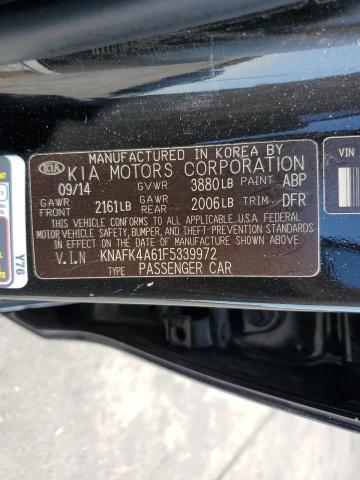 MANUFACTURED IN KOREA BY
KIA KIA MOTORS CORPORATION
09/14 GVWR 3880LB PAINT ABP
GAWR FRONT 2161LB GAWR REAR 2006LB TRIM DFR
THIS VEHICLE CONFORMS TO ALL APPLICABLE U.S.A. FEDERAL
MOTOR VEHICLE SAFETY, BUMPER, AND THEFT PREVENTION
STANDARDS IN EFFECT ON THE DATE OF MANUFACTURE SHOWN ABOVE.
V.I.N KNAFK4A61F5339972
PASSENGER CAR
Y76
VIN